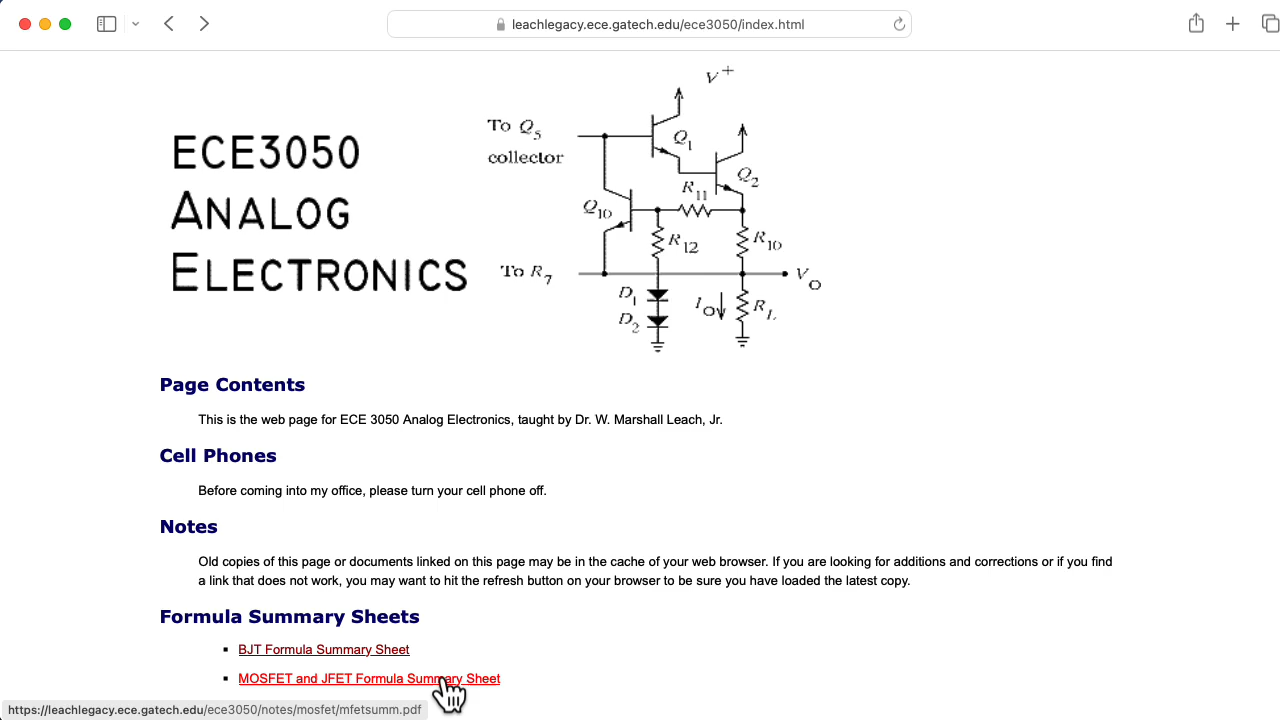 leachlegacy.ece.gatech.edu/ece3050/index.html
ECE3050
ANALOG
ELECTRONICS
V+
To Q5
collector
Q1
Q2
R11
Q10
R12
R10
To R7
VO
D1
IO
RL
D2
Page Contents
This is the web page for ECE 3050 Analog Electronics, taught by Dr. W. Marshall Leach, Jr.
Cell Phones
Before coming into my office, please turn your cell phone off.
Notes
Old copies of this page or documents linked on this page may be in the cache of your web browser. If you are looking for additions and corrections or if you find
a link that does not work, you may want to hit the refresh button on your browser to be sure you have loaded the latest copy.
Formula Summary Sheets
▪ BJT Formula Summary Sheet
▪ MOSFET and JFET Formula Summary Sheet
https://leachlegacy.ece.gatech.edu/ece3050/notes/mosfet/mfetsumm.pdf